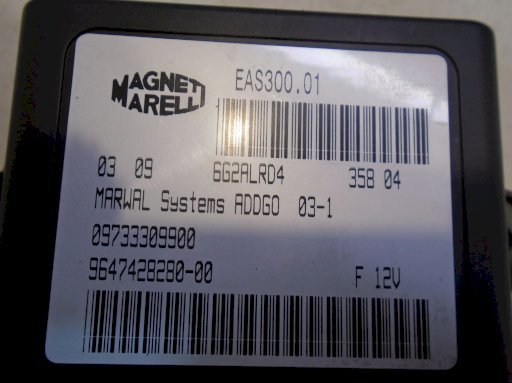 MAGNETI
MARELLI
EAS300.01
03 09 6G2ALRD4 358 04
MARWAL Systems ADDGO 03-1
09733309900
9647428280-00 F 12V